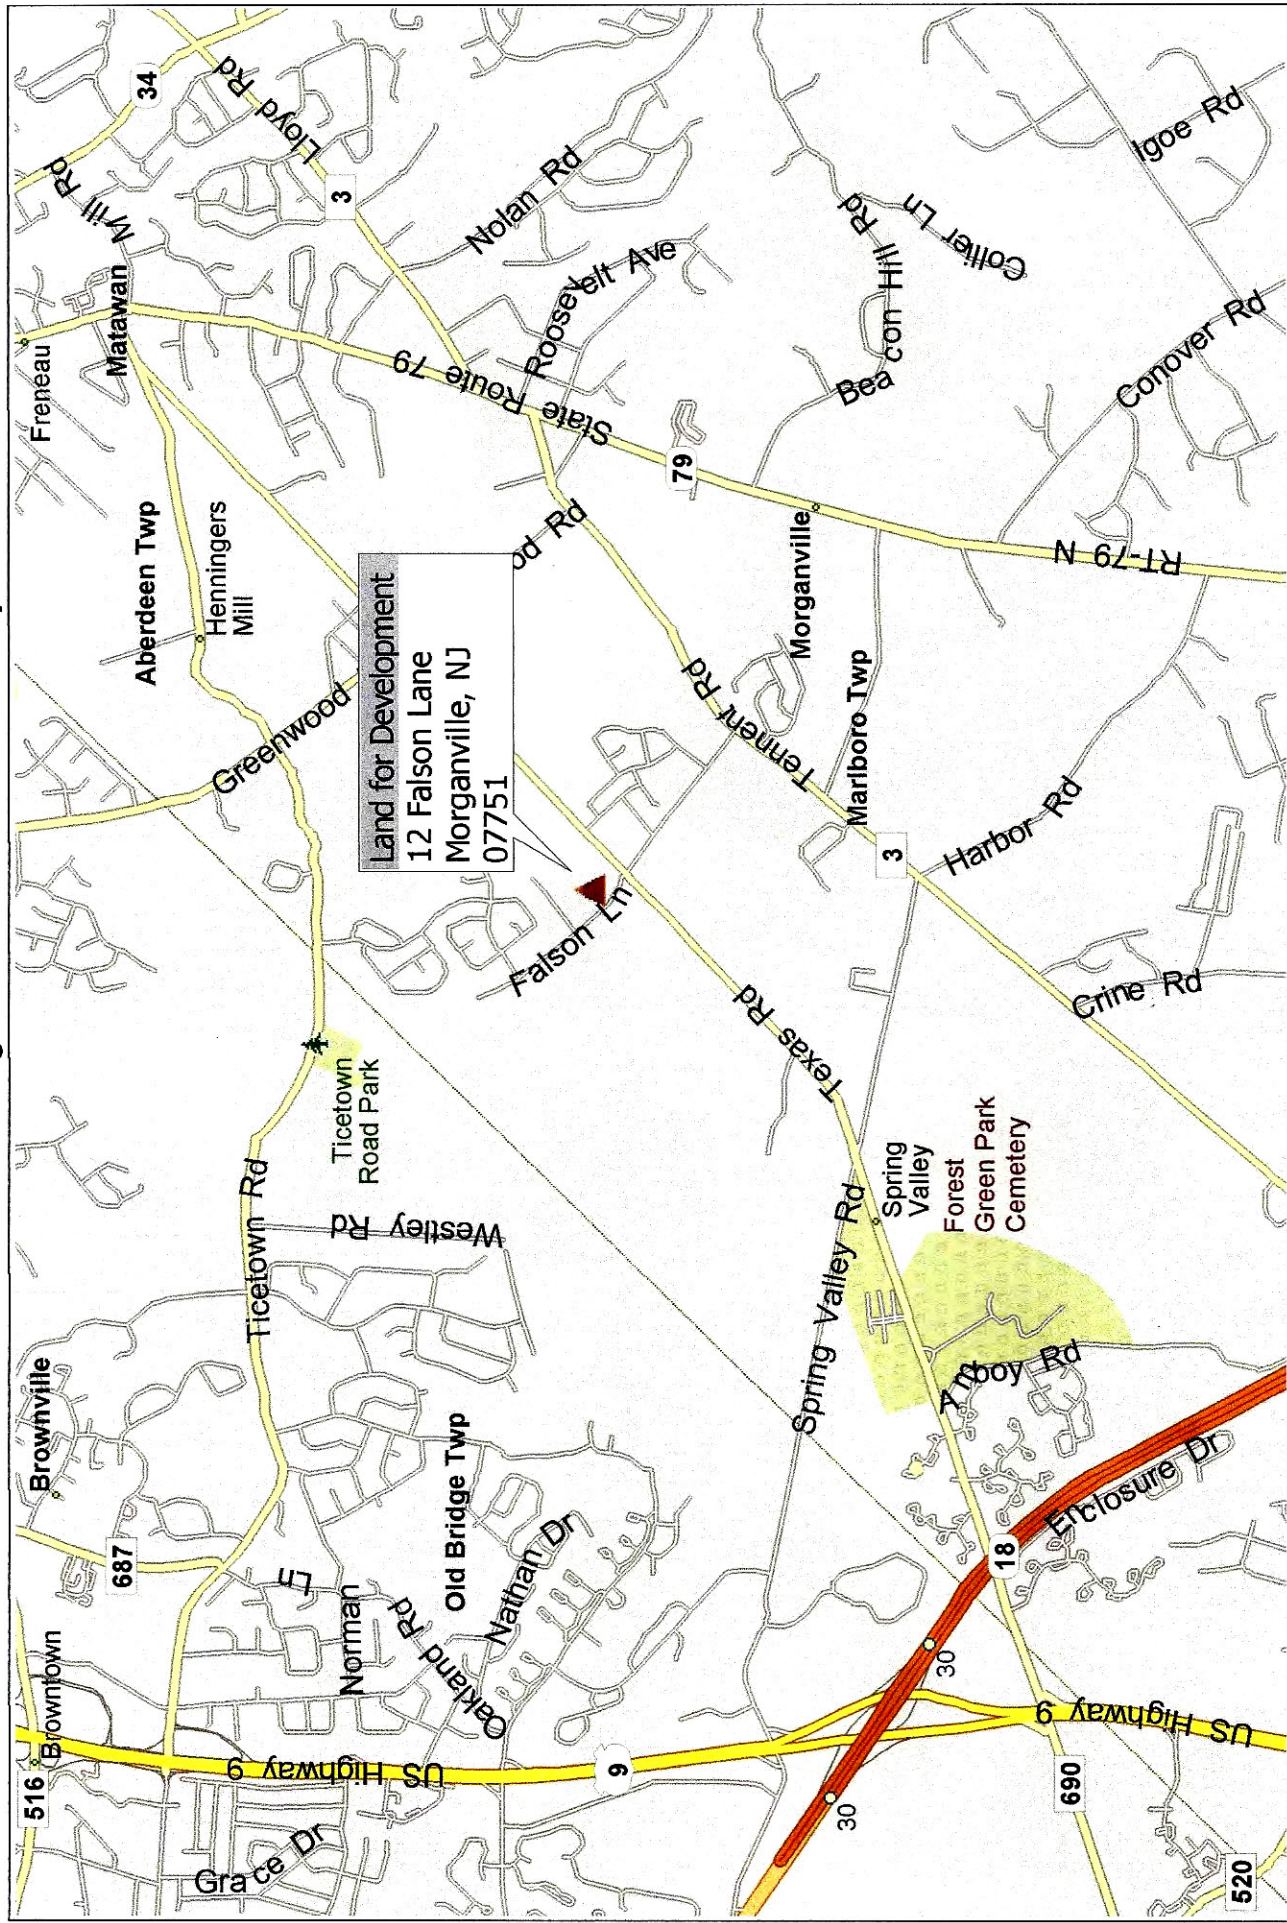 516
Browntown
Brownville
Freneau
687
Matawan
Mill Rd
34
Lloyd Rd
3
Aberdeen Twp
Henningers
Mill
Greenwood
od Rd
Land for Development
12 Falson Lane
Morganville, NJ
07751
Ticetown Rd
Ticetown
Road Park
Westley Rd
US Highway 9
Grace Dr
Norman
Ln
Oakland Rd
Old Bridge Twp
Nathan Dr
Falson Ln
State Route 79
Nolan Rd
Roosevelt Ave
9
79
Texas Rd
Tennent Rd
Morganville
Marlboro Twp
Beacon Hill Rd
Collier Ln
Spring Valley Rd
Spring
Valley
Forest
Green Park
Cemetery
Amboy Rd
3
Harbor Rd
Crine Rd
RT-79 N
Conover Rd
Igoe Rd
30
30
18
Enclosure Dr
690
US Highway 9
520